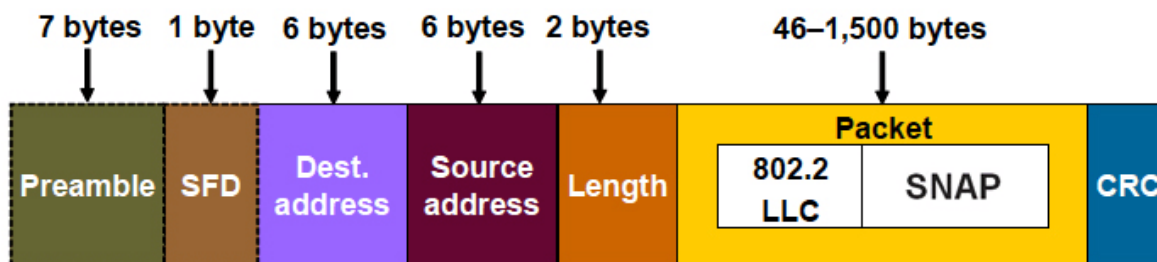 7 bytes 1 byte 6 bytes 6 bytes 2 bytes 46–1,500 bytes
Preamble
SFD
Dest.
address
Source
address
Length
Packet
802.2
LLC
SNAP
CRC